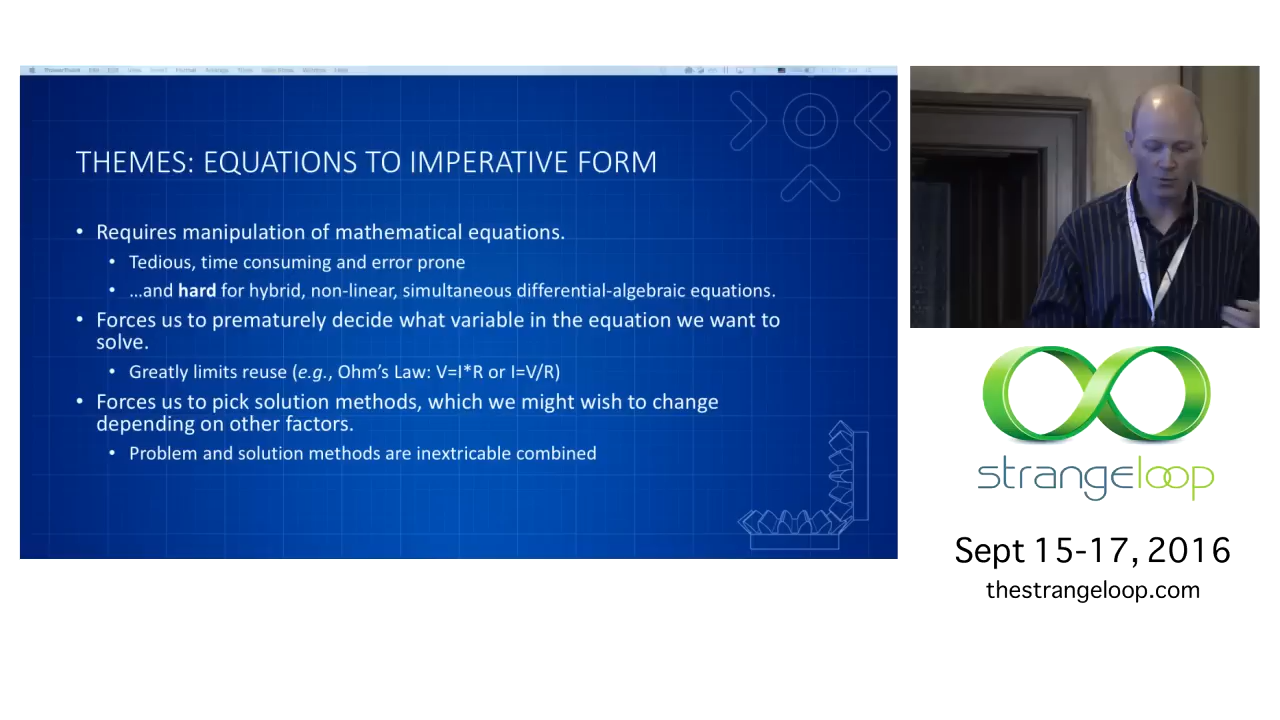 THEMES: EQUATIONS TO IMPERATIVE FORM
• Requires manipulation of mathematical equations.
• Tedious, time consuming and error prone
• …and hard for hybrid, non-linear, simultaneous differential-algebraic equations.
• Forces us to prematurely decide what variable in the equation we want to
solve.
• Greatly limits reuse (e.g., Ohm's Law: V=I*R or I=V/R)
• Forces us to pick solution methods, which we might wish to change
depending on other factors.
• Problem and solution methods are inextricable combined
strangeloop
Sept 15-17, 2016
thestrangeloop.com